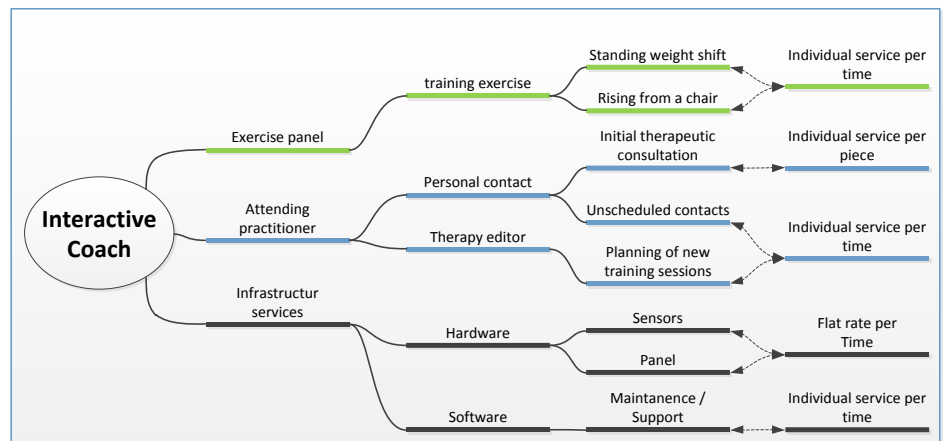 Interactive
Coach
Exercise panel
training exercise
Standing weight shift
Rising from a chair
Individual service per
time
Attending
practitioner
Personal contact
Initial therapeutic
consultation
Individual service per
piece
Unscheduled contacts
Therapy editor
Planning of new
training sessions
Individual service per
time
Infrastructur
services
Hardware
Sensors
Panel
Flat rate per
Time
Software
Maintanence /
Support
Individual service per
time